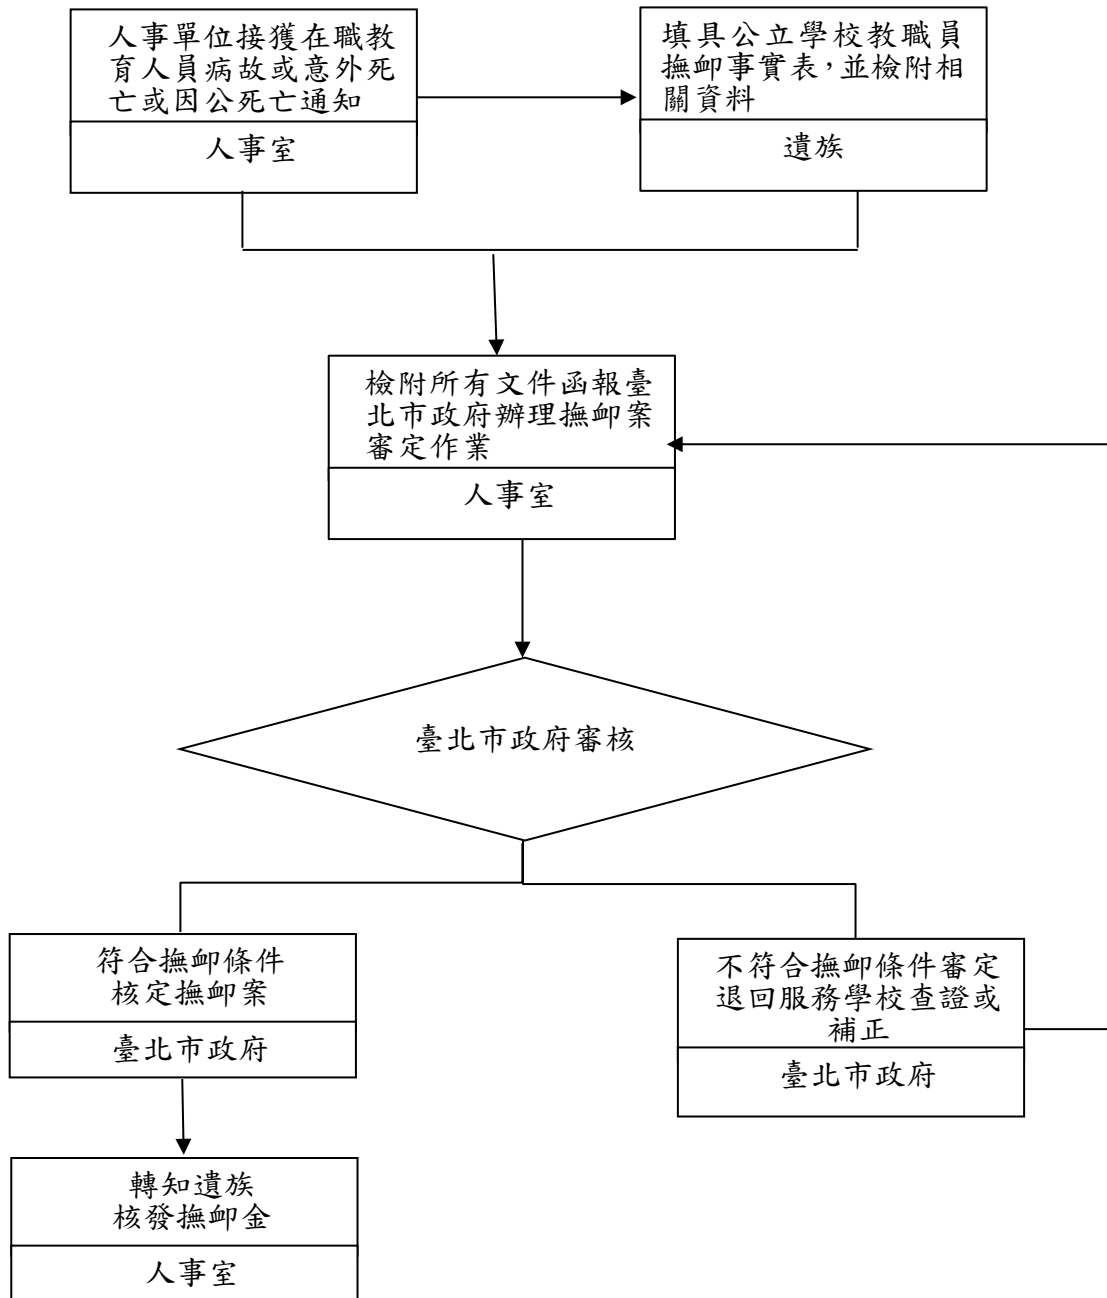 人事單位接獲在職教
育人員病故或意外死
亡或因公死亡通知
人事室
填具公立學校教職員
撫卹事實表，並檢附相
關資料
遺族
檢附所有文件函報臺
北市政府辦理撫卹案
審定作業
人事室
臺北市政府審核
符合撫卹條件
核定撫卹案
臺北市政府
不符合撫卹條件審定
退回服務學校查證或
補正
臺北市政府
轉知遺族
核發撫卹金
人事室